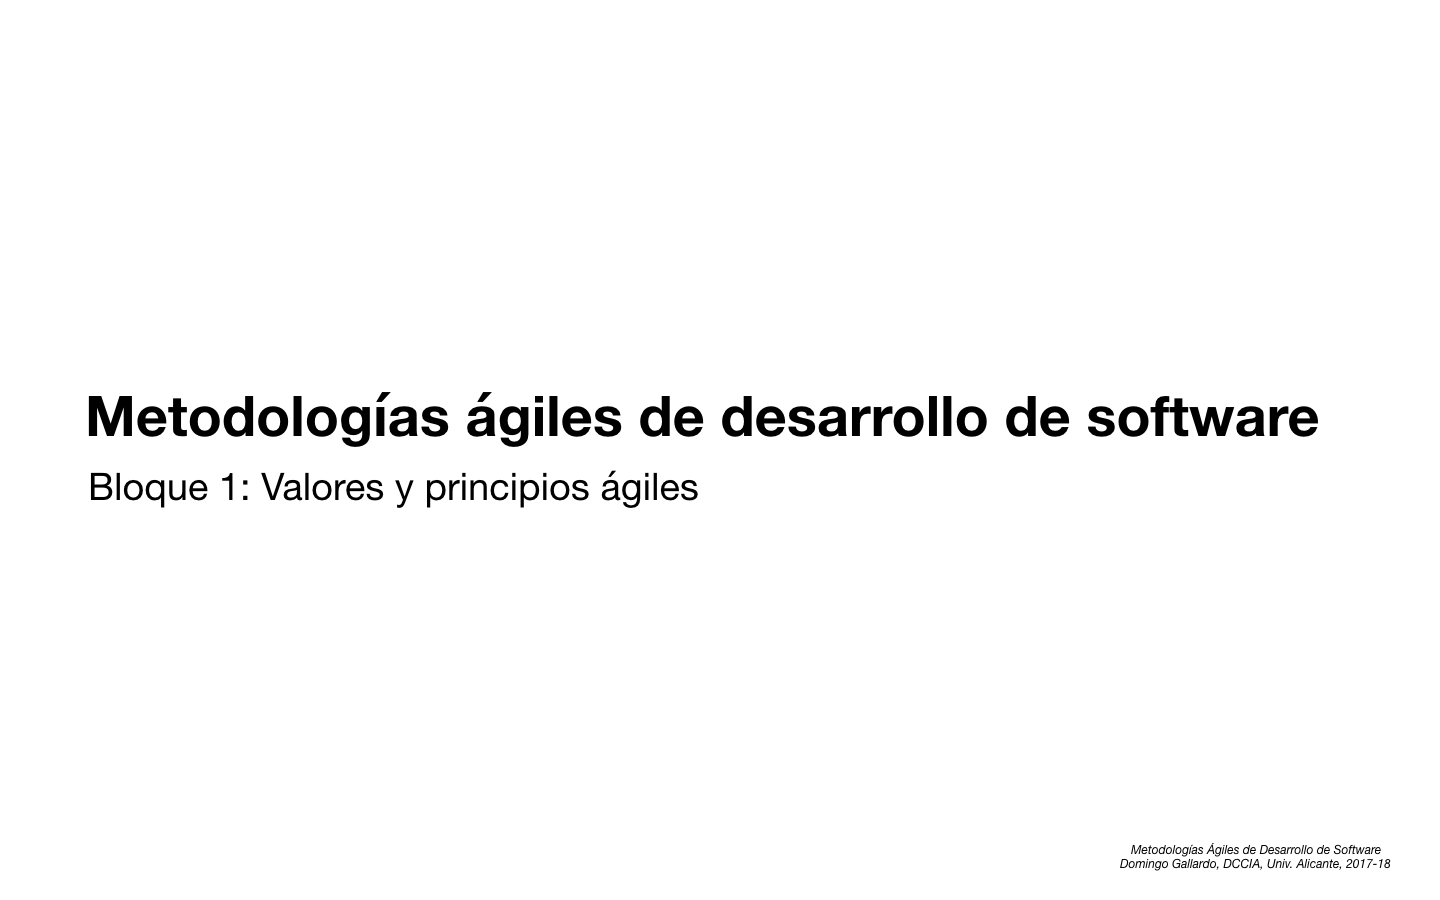 Metodologías ágiles de desarrollo de software
Bloque 1: Valores y principios ágiles
Metodologías Ágiles de Desarrollo de Software
Domingo Gallardo, DCCIA, Univ. Alicante, 2017-18